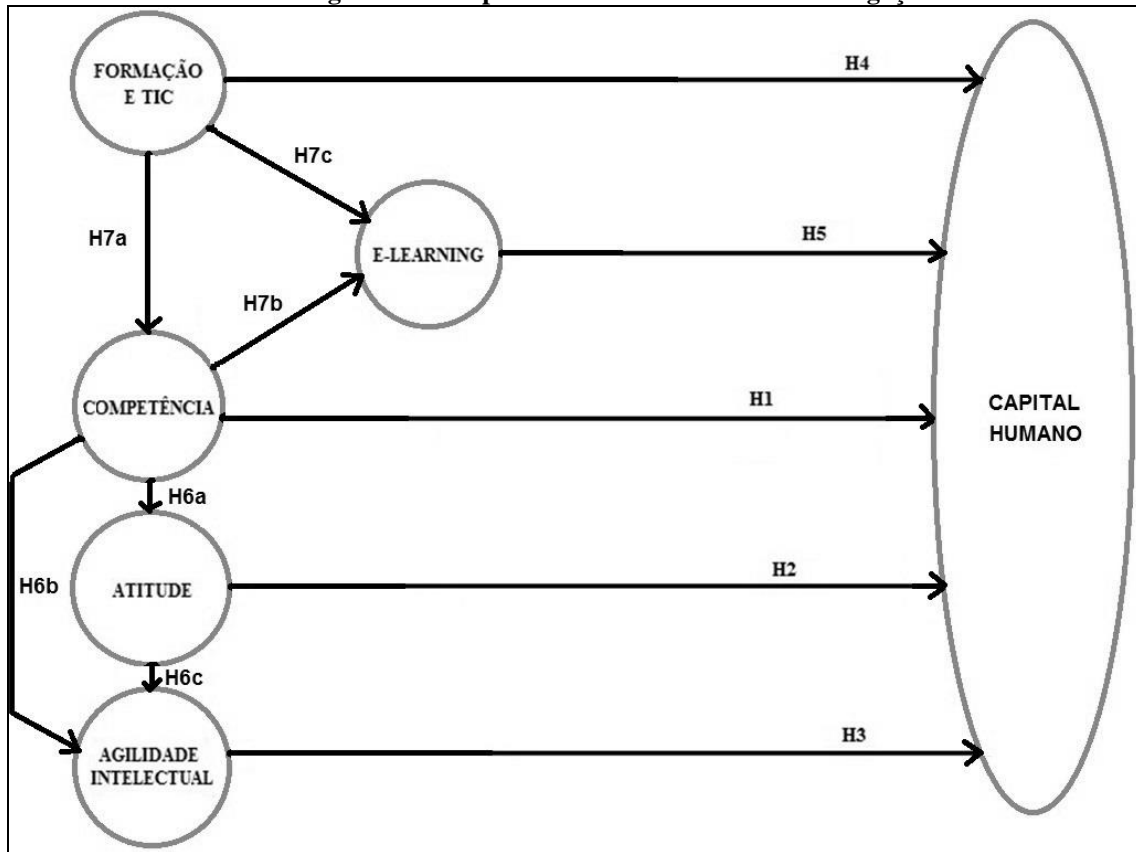 FORMAÇÃO
E TIC
H4
H7c
H7a
E-LEARNING
H5
H7b
COMPETÊNCIA
H1
CAPITAL
HUMANO
H6a
H6b
ATITUDE
H2
H6c
AGILIDADE
INTELECTUAL
H3